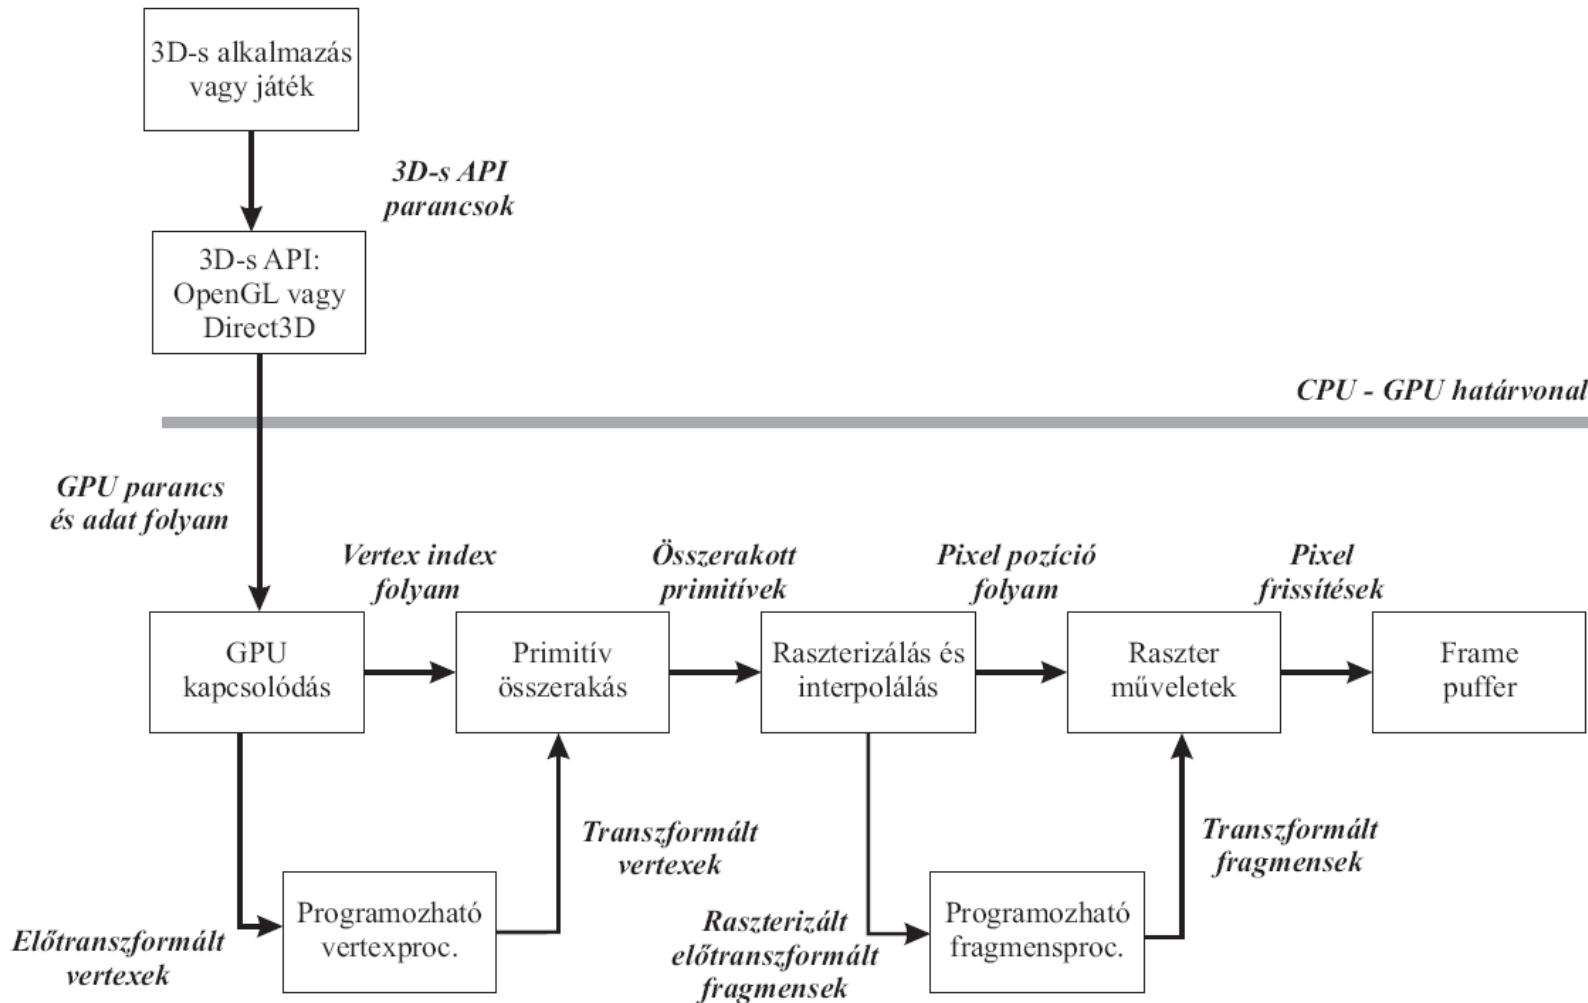 3D-s alkalmazás
vagy játék
3D-s API
parancsok
3D-s API:
OpenGL vagy
Direct3D
CPU - GPU határvonal
GPU parancs
és adat folyam
Vertex index
folyam
Összerakott
primitívek
Pixel pozíció
folyam
Pixel
frissítések
GPU
kapcsolódás
Primitív
összerakás
Raszterizálás és
interpolálás
Raszter
műveletek
Frame
puffer
Transzformált
vertexek
Transzformált
fragmensek
Előtranszformált
vertexek
Programozható
vertexproc.
Raszterizált
előtranszformált
fragmensek
Programozható
fragmensproc.